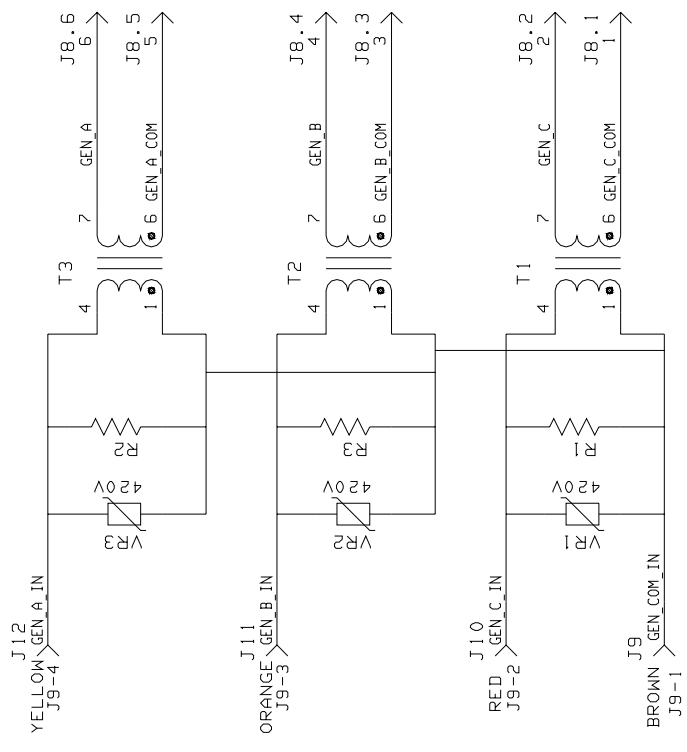 J8.6
6
J8.5
5
J8.4
4
J8.3
3
J8.2
2
J8.1
1
GEN_A
GEN_A_COM
GEN_B
GEN_B_COM
GEN_C
GEN_C_COM
7
6
7
6
7
6
T3
T2
T1
4
1
4
1
4
1
R2
R3
R1
420V
420V
420V
VR3
VR2
VR1
J12
GEN_A_IN
YELLOW
J9-4
J11
GEN_B_IN
ORANGE
J9-3
J10
GEN_C_IN
RED
J9-2
J9
GEN_COM_IN
BROWN
J9-1